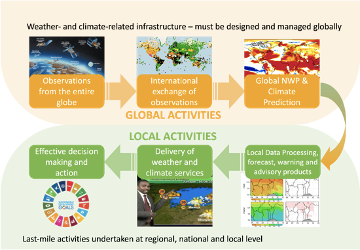 Weather- and climate-related infrastructure – must be designed and managed globally
Observations
from the entire
globe
International
exchange of
observations
Global NWP &
Climate
Prediction
GLOBAL ACTIVITIES
LOCAL ACTIVITIES
Effective decision
making and
action
Delivery of
weather and
climate services
Local Data Processing,
forecast, warning and
advisory products
GOALS
Last-mile activities undertaken at regional, national and local level